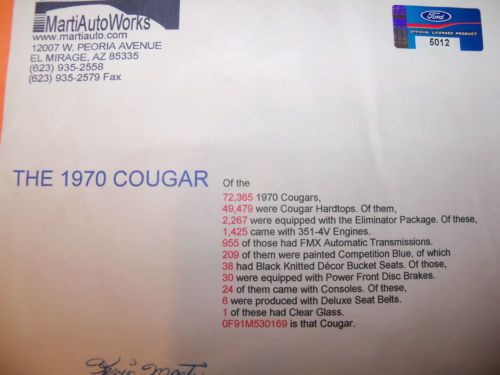 MartiAutoWorks
www.martiauto.com
12007 W. PEORIA AVENUE
EL MIRAGE, AZ 85335
(623) 935-2558
(623) 935-2579 Fax
Ford
OFFICIAL LICENSED PRODUCT
5012
THE 1970 COUGAR
Of the
72,365 1970 Cougars,
49,479 were Cougar Hardtops. Of them,
2,267 were equipped with the Eliminator Package. Of these,
1,425 came with 351-4V Engines.
955 of those had FMX Automatic Transmissions.
209 of them were painted Competition Blue, of which
38 had Black Knitted Décor Bucket Seats. Of those,
30 were equipped with Power Front Disc Brakes.
24 of them came with Consoles. Of these,
6 were produced with Deluxe Seat Belts.
1 of these had Clear Glass.
0F91M530169 is that Cougar.
Kevin Marti